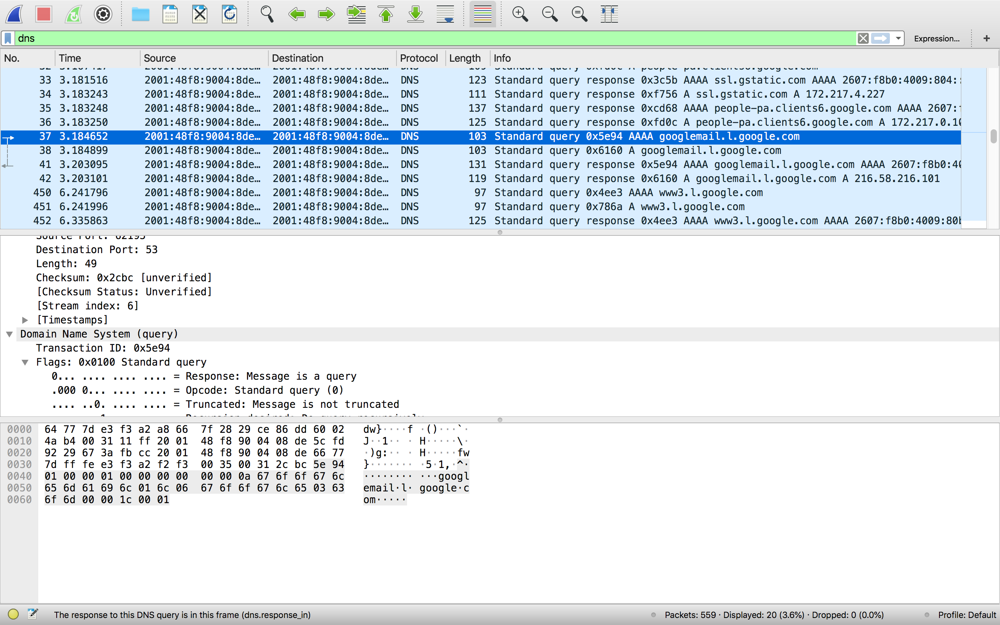 dns
Expression...
+
No. Time Source Destination Protocol Length Info
33 3.181516 2001:48f8:9004:8de… 2001:48f8:9004:8de… DNS 123 Standard query response 0x3c5b AAAA ssl.gstatic.com AAAA 2607:f8b0:4009:804:
34 3.183243 2001:48f8:9004:8de… 2001:48f8:9004:8de… DNS 111 Standard query response 0xf756 A ssl.gstatic.com A 172.217.4.227
35 3.183248 2001:48f8:9004:8de… 2001:48f8:9004:8de… DNS 137 Standard query response 0xcd68 AAAA people-pa.clients6.google.com AAAA 2607:
36 3.183250 2001:48f8:9004:8de… 2001:48f8:9004:8de… DNS 125 Standard query response 0xfd0c A people-pa.clients6.google.com A 172.217.0.1
37 3.184652 2001:48f8:9004:8de… 2001:48f8:9004:8de… DNS 103 Standard query 0x5e94 AAAA googlemail.l.google.com
38 3.184899 2001:48f8:9004:8de… 2001:48f8:9004:8de… DNS 103 Standard query 0x6160 A googlemail.l.google.com
41 3.203095 2001:48f8:9004:8de… 2001:48f8:9004:8de… DNS 131 Standard query response 0x5e94 AAAA googlemail.l.google.com AAAA 2607:f8b0:4
42 3.203101 2001:48f8:9004:8de… 2001:48f8:9004:8de… DNS 119 Standard query response 0x6160 A googlemail.l.google.com A 216.58.216.101
450 6.241796 2001:48f8:9004:8de… 2001:48f8:9004:8de… DNS 97 Standard query 0x4ee3 AAAA www3.l.google.com
451 6.241996 2001:48f8:9004:8de… 2001:48f8:9004:8de… DNS 97 Standard query 0x786a A www3.l.google.com
452 6.335863 2001:48f8:9004:8de… 2001:48f8:9004:8de… DNS 125 Standard query response 0x4ee3 AAAA www3.l.google.com AAAA 2607:f8b0:4009:80
Destination Port: 53
Length: 49
Checksum: 0x2cbc [unverified]
[Checksum Status: Unverified]
[Stream index: 6]
[Timestamps]
Domain Name System (query)
Transaction ID: 0x5e94
Flags: 0x0100 Standard query
0... .... .... .... = Response: Message is a query
.000 0... .... .... = Opcode: Standard query (0)
.... ..0. .... .... = Truncated: Message is not truncated
0000 64 77 7d e3 f3 a2 a8 66 7f 28 29 ce 86 dd 60 02 dw}····f ·()···`·
0010 4a b4 00 31 11 ff 20 01 48 f8 90 04 08 de 5c fd J··1·· · H·····\·
0020 92 29 67 3a fb cc 20 01 48 f8 90 04 08 de 66 77 ·)g:·· · H·····fw
0030 7d ff fe e3 f3 a2 f2 f3 00 35 00 31 2c bc 5e 94 }······· ·5·1,·^·
0040 01 00 00 01 00 00 00 00 00 00 0a 67 6f 6f 67 6c ········ ···googl
0050 65 6d 61 69 6c 01 6c 06 67 6f 6f 67 6c 65 03 63 email·l· google·c
0060 6f 6d 00 00 1c 00 01 om·····
The response to this DNS query is in this frame (dns.response_in)
Packets: 559 · Displayed: 20 (3.6%) · Dropped: 0 (0.0%)
Profile: Default